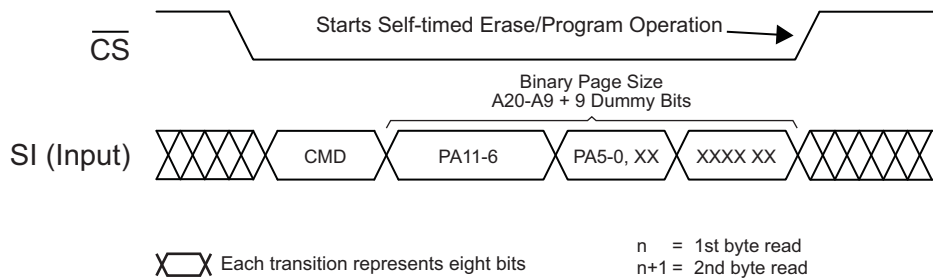 Starts Self-timed Erase/Program Operation
CS
Binary Page Size
A20-A9 + 9 Dummy Bits
SI (Input)
CMD
PA11-6
PA5-0, XX
XXXX XX
Each transition represents eight bits
n = 1st byte read
n+1 = 2nd byte read